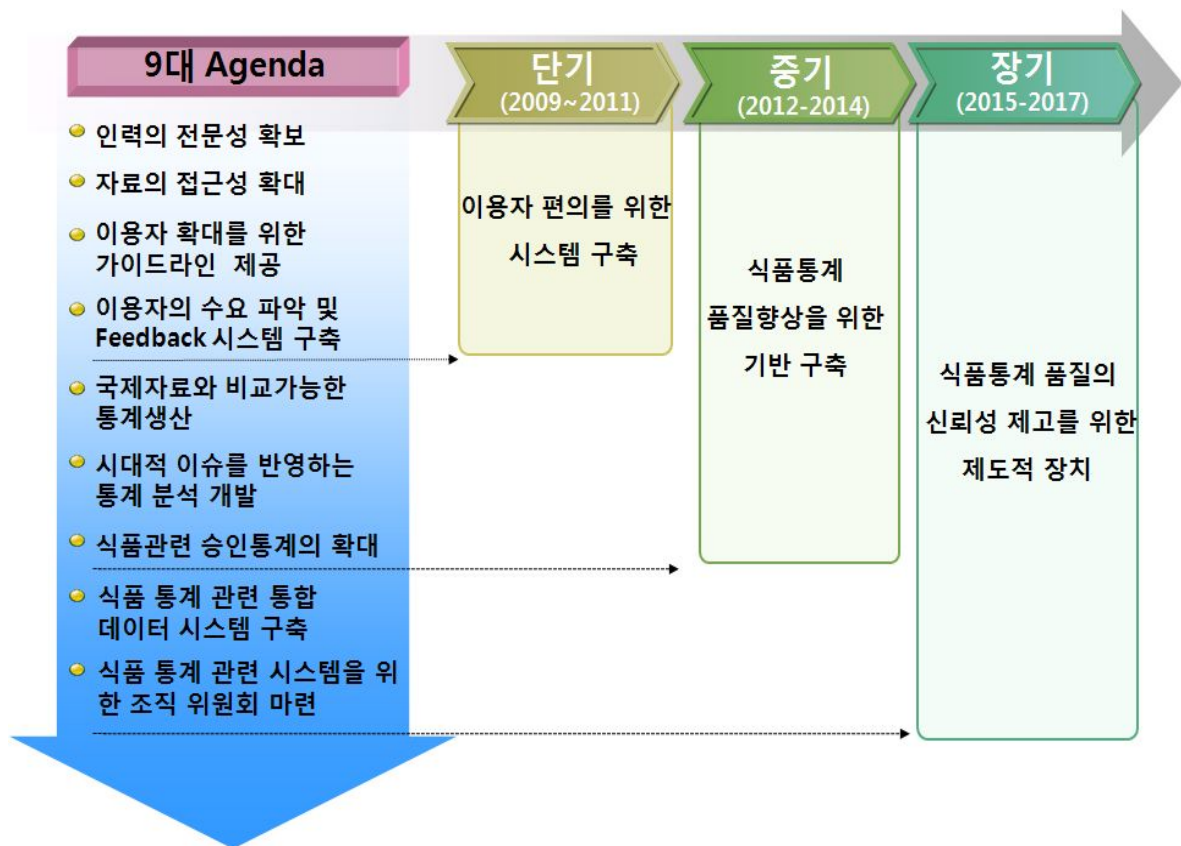 9대 Agenda
단기
(2009~2011)
중기
(2012-2014)
장기
(2015-2017)
인력의 전문성 확보
자료의 접근성 확대
이용자 확대를 위한
가이드라인 제공
이용자의 수요 파악 및
Feedback 시스템 구축
국제자료와 비교가능한
통계생산
시대적 이슈를 반영하는
통계 분석 개발
식품관련 승인통계의 확대
식품 통계 관련 통합
데이터 시스템 구축
식품 통계 관련 시스템을 위
한 조직 위원회 마련
이용자 편의를 위한
시스템 구축
식품통계
품질향상을 위한
기반 구축
식품통계 품질의
신뢰성 제고를 위한
제도적 장치